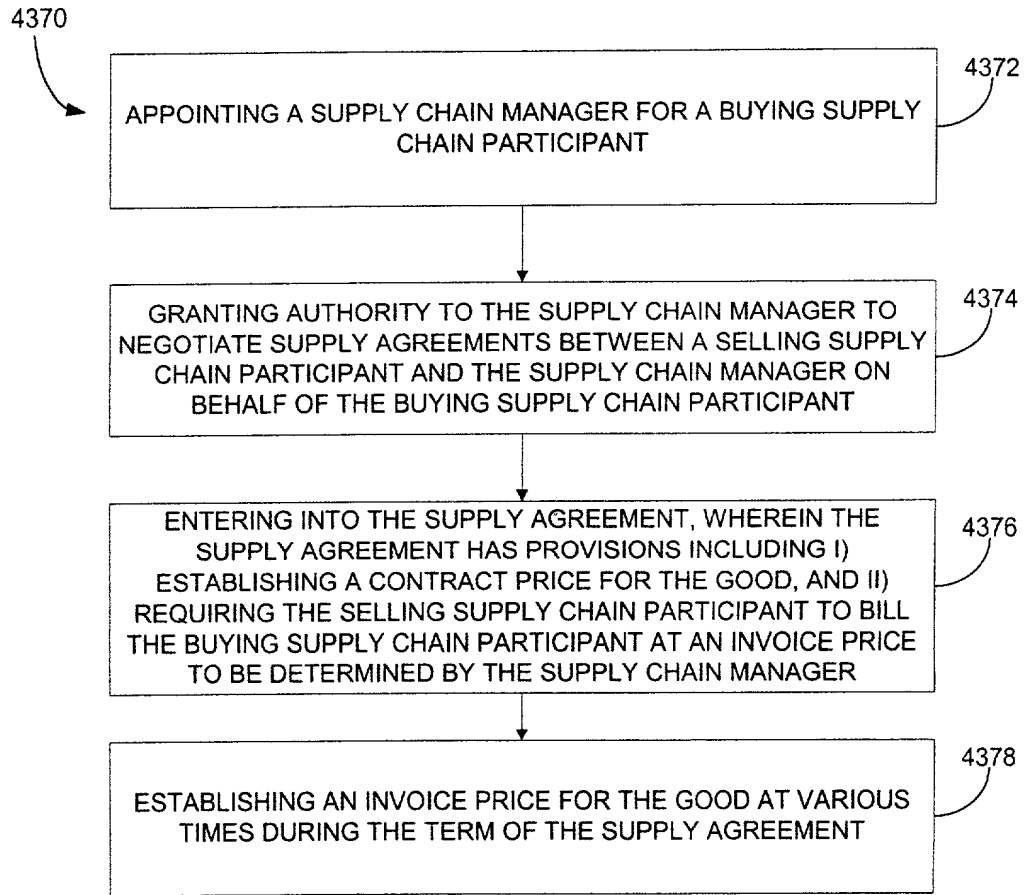 4370
4372
APPOINTING A SUPPLY CHAIN MANAGER FOR A BUYING SUPPLY
CHAIN PARTICIPANT
4374
GRANTING AUTHORITY TO THE SUPPLY CHAIN MANAGER TO
NEGOTIATE SUPPLY AGREEMENTS BETWEEN A SELLING SUPPLY
CHAIN PARTICIPANT AND THE SUPPLY CHAIN MANAGER ON
BEHALF OF THE BUYING SUPPLY CHAIN PARTICIPANT
4376
ENTERING INTO THE SUPPLY AGREEMENT, WHEREIN THE
SUPPLY AGREEMENT HAS PROVISIONS INCLUDING I)
ESTABLISHING A CONTRACT PRICE FOR THE GOOD, AND II)
REQUIRING THE SELLING SUPPLY CHAIN PARTICIPANT TO BILL
THE BUYING SUPPLY CHAIN PARTICIPANT AT AN INVOICE PRICE
TO BE DETERMINED BY THE SUPPLY CHAIN MANAGER
4378
ESTABLISHING AN INVOICE PRICE FOR THE GOOD AT VARIOUS
TIMES DURING THE TERM OF THE SUPPLY AGREEMENT